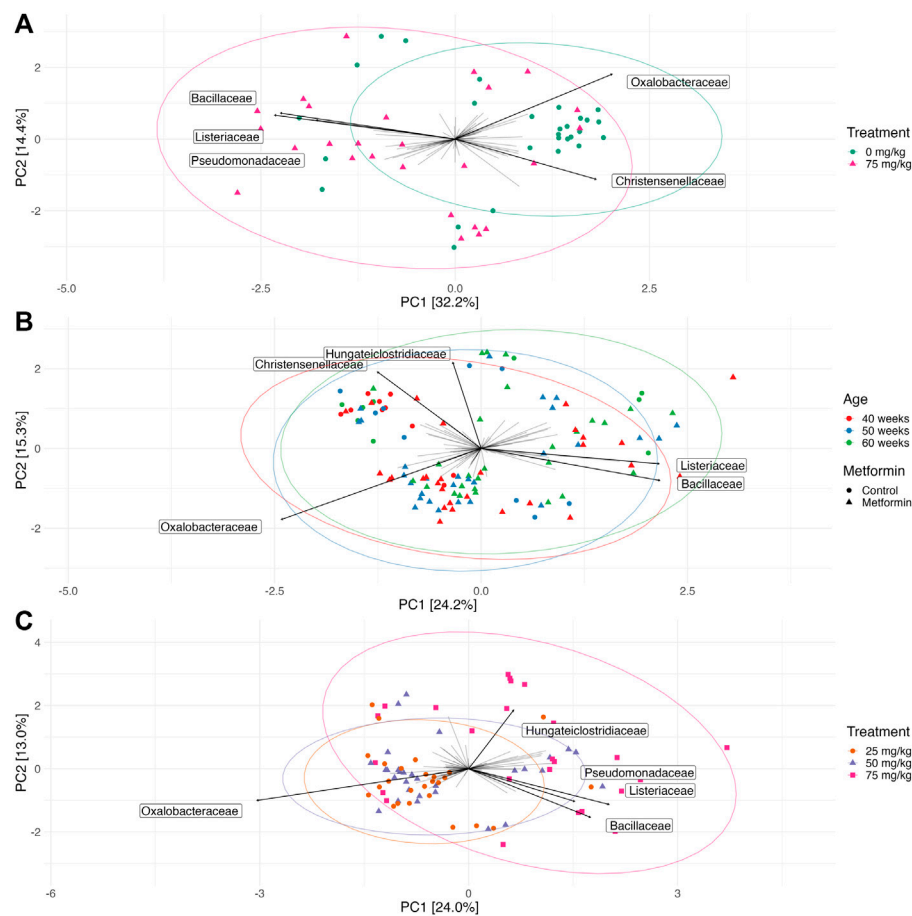 A
PC2 [14.4%]
2
0
-2
-5.0
-2.5
0.0
2.5
PC1 [32.2%]
Bacillaceae
Listeriaceae
Pseudomonadaceae
Oxalobacteraceae
Christensenellaceae
Treatment
0 mg/kg
75 mg/kg
B
PC2 [15.3%]
2
0
-2
-5.0
-2.5
0.0
2.5
PC1 [24.2%]
Hungateiclostridiaceae
Christensenellaceae
Listeriaceae
Bacillaceae
Oxalobacteraceae
Age
40 weeks
50 weeks
60 weeks
Metformin
Control
Metformin
C
PC2 [13.0%]
4
2
0
-2
-6
-3
0
3
PC1 [24.0%]
Hungateiclostridiaceae
Pseudomonadaceae
Listeriaceae
Oxalobacteraceae
Bacillaceae
Treatment
25 mg/kg
50 mg/kg
75 mg/kg